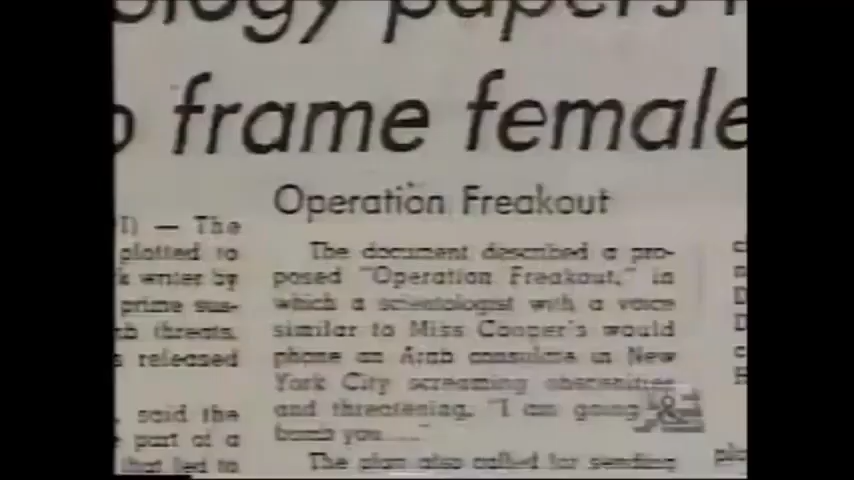 ology papers
frame female
Operation Freakout
I) — The
plotted to
writer by
prime sus-
threats,
released
said the
part of a
that led to
The document described a pro-
posed "Operation Freakout," in
which a scientologist with a voice
similar to Miss Cooper's would
phone an Arab consulate in New
York City screaming obscenities
and threatening, "I am going
bomb you....."
The plan also called for sending
A&E